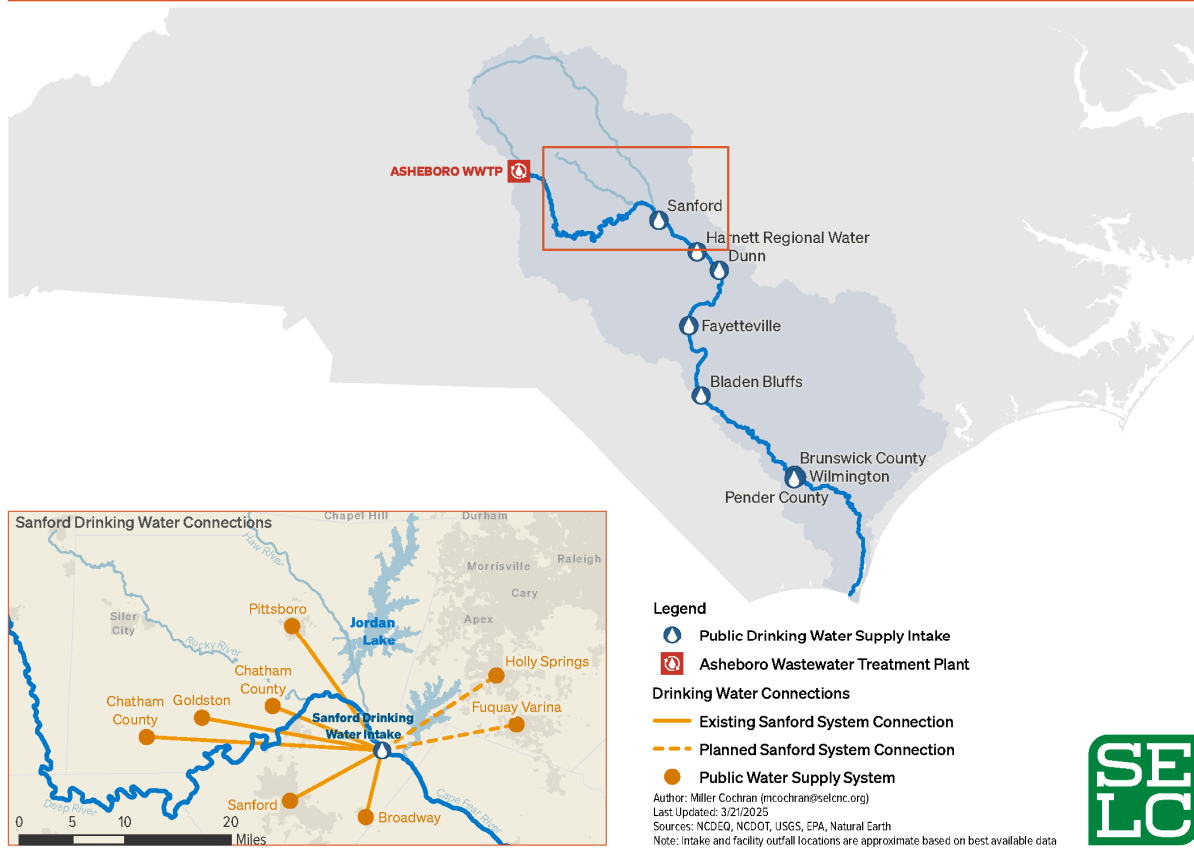 ASHEBORO WWTP
Sanford
Harnett Regional Water
Dunn
Fayetteville
Bladen Bluffs
Brunswick County
Wilmington
Pender County
Sanford Drinking Water Connections
Chapel Hill
Durham
Haw River
Morrisville
Raleigh
Cary
Siler
City
Pittsboro
Jordan
Lake
Apex
Rocky River
Holly Springs
Chatham
County
Chatham
County
Goldston
Fuquay Varina
Sanford Drinking
Water Intake
Deep River
Sanford
Broadway
Cape Fear River
0 5 10 20
Miles
Legend
Public Drinking Water Supply Intake
Asheboro Wastewater Treatment Plant
Drinking Water Connections
Existing Sanford System Connection
Planned Sanford System Connection
Public Water Supply System
Author: Miller Cochran (mcochran@selcnc.org)
Last Updated: 3/21/2025
Sources: NCDEQ, NCDOT, USGS, EPA, Natural Earth
Note: Intake and facility outfall locations are approximate based on best available data
SE
LC